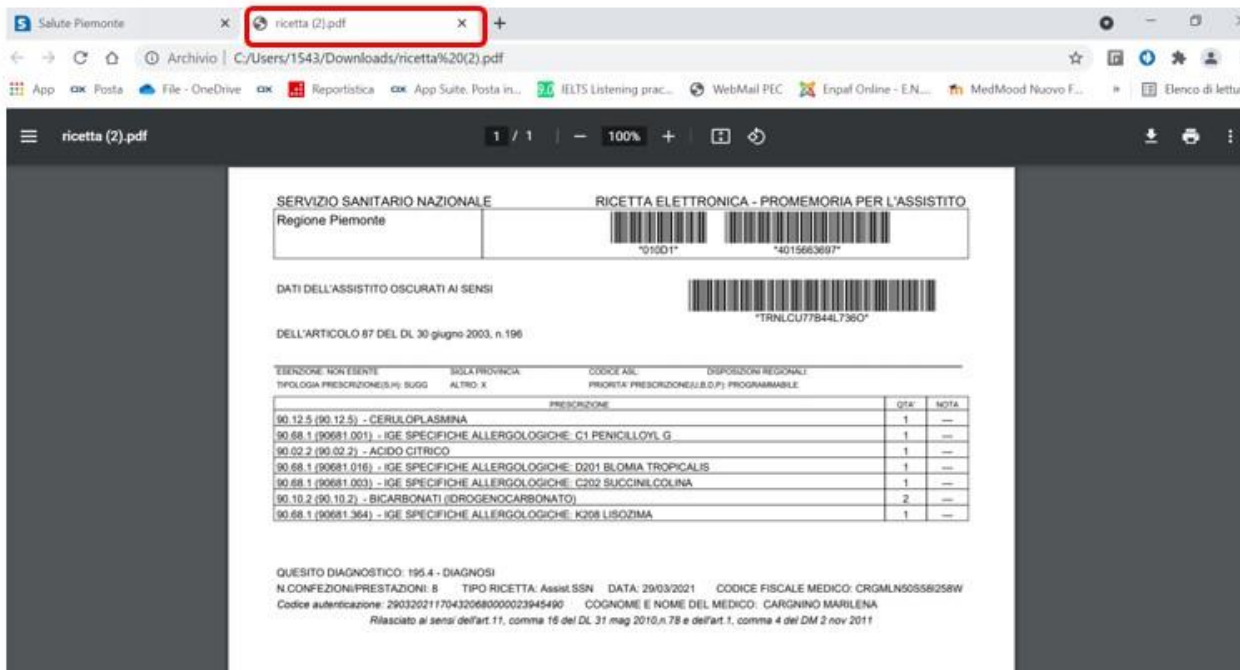 Salute Piemonte
ricetta (2).pdf
Archivio | C:/Users/1543/Downloads/ricetta%20(2).pdf
App Posta File - OneDrive Reportistica App Suite. Posta in... IELTS Listening prac... WebMail PEC Enpaf Online - E.N.... MedMood Nuovo F... » Elenco di lettu
ricetta (2).pdf 1 / 1 100%
SERVIZIO SANITARIO NAZIONALE RICETTA ELETTRONICA - PROMEMORIA PER L'ASSISTITO
Regione Piemonte
*010D1* *4015663697*
DATI DELL'ASSISTITO OSCURATI AI SENSI
*TRNLCU77B44L736O*
DELL'ARTICOLO 87 DEL DL 30 giugno 2003, n.196
ESENZIONE: NON ESENTE SIGLA PROVINCIA: CODICE ASL: DISPOSIZIONI REGIONALI:
TIPOLOGIA PRESCRIZIONE(S,H): SUGG ALTRO: X PRIORITA' PRESCRIZIONE(U,B,D,P): PROGRAMMABILE
PRESCRIZIONE QTA' NOTA
90.12.5 (90.12.5) - CERULOPLASMINA 1 ---
90.68.1 (90681.001) - IGE SPECIFICHE ALLERGOLOGICHE: C1 PENICILLOYL G 1 ---
90.02.2 (90.02.2) - ACIDO CITRICO 1 ---
90.68.1 (90681.016) - IGE SPECIFICHE ALLERGOLOGICHE: D201 BLOMIA TROPICALIS 1 ---
90.68.1 (90681.003) - IGE SPECIFICHE ALLERGOLOGICHE: C202 SUCCINILCOLINA 1 ---
90.10.2 (90.10.2) - BICARBONATI (IDROGENOCARBONATO) 2 ---
90.68.1 (90681.364) - IGE SPECIFICHE ALLERGOLOGICHE: K208 LISOZIMA 1 ---
QUESITO DIAGNOSTICO: 195.4 - DIAGNOSI
N.CONFEZIONI/PRESTAZIONI: 8 TIPO RICETTA: Assist.SSN DATA: 29/03/2021 CODICE FISCALE MEDICO: CRGMLN50S58I258W
Codice autenticazione: 290320211704320680000023945490 COGNOME E NOME DEL MEDICO: CARGNINO MARILENA
Rilasciato ai sensi dell'art.11, comma 16 del DL 31 mag 2010,n.78 e dell'art.1, comma 4 del DM 2 nov 2011